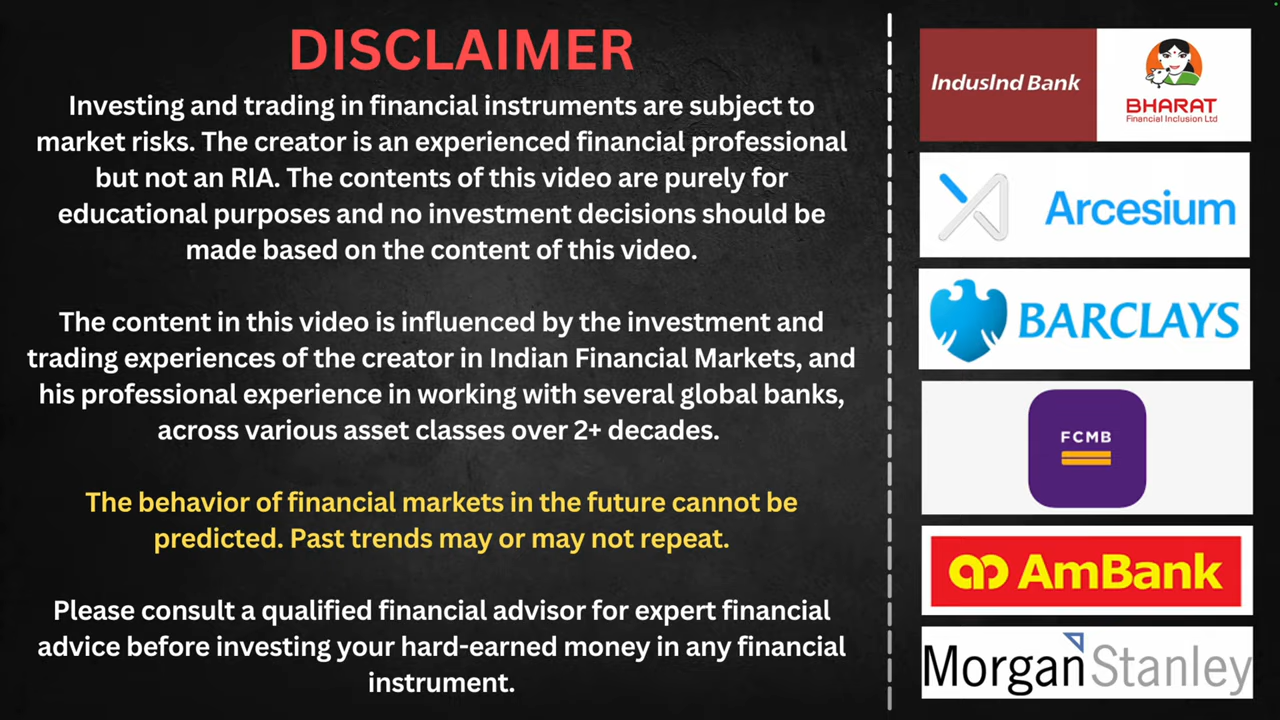 DISCLAIMER
Investing and trading in financial instruments are subject to
market risks. The creator is an experienced financial professional
but not an RIA. The contents of this video are purely for
educational purposes and no investment decisions should be
made based on the content of this video.
The content in this video is influenced by the investment and
trading experiences of the creator in Indian Financial Markets, and
his professional experience in working with several global banks,
across various asset classes over 2+ decades.
The behavior of financial markets in the future cannot be
predicted. Past trends may or may not repeat.
Please consult a qualified financial advisor for expert financial
advice before investing your hard-earned money in any financial
instrument.
IndusInd Bank
BHARAT
Financial Inclusion Ltd
Arcesium
BARCLAYS
FCMB
AmBank
Morgan Stanley